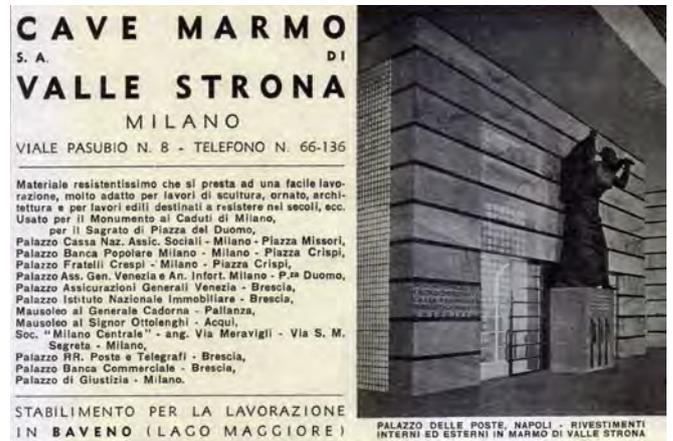 CAVE MARMO
S. A. DI
VALLE STRONA
MILANO
VIALE PASUBIO N. 8 - TELEFONO N. 66-136
Materiale resistentissimo che si presta ad una facile lavo-
razione, molto adatto per lavori di scultura, ornato, archi-
tettura e per lavori edili destinati a resistere nei secoli, ecc.
Usato per il Monumento ai Caduti di Milano,
per il Sagrato di Piazza del Duomo,
Palazzo Cassa Naz. Assic. Sociali - Milano - Piazza Missori,
Palazzo Banca Popolare Milano - Milano - Piazza Crispi,
Palazzo Fratelli Crespi - Milano - Piazza Crispi,
Palazzo Ass. Gen. Venezia e An. Infort. Milano - P.za Duomo,
Palazzo Assicurazioni Generali Venezia - Brescia,
Palazzo Istituto Nazionale Immobiliare - Brescia,
Mausoleo al Generale Cadorna - Pallanza,
Mausoleo al Signor Ottolenghi - Acqui,
Soc. "Milano Centrale" - ang. Via Meravigli - Via S. M.
Segreta - Milano,
Palazzo RR. Poste e Telegrafi - Brescia,
Palazzo Banca Commerciale - Brescia,
Palazzo di Giustizia - Milano.
STABILIMENTO PER LA LAVORAZIONE
IN BAVENO (LAGO MAGGIORE)
PALAZZO DELLE POSTE, NAPOLI - RIVESTIMENTI
INTERNI ED ESTERNI IN MARMO DI VALLE STRONA